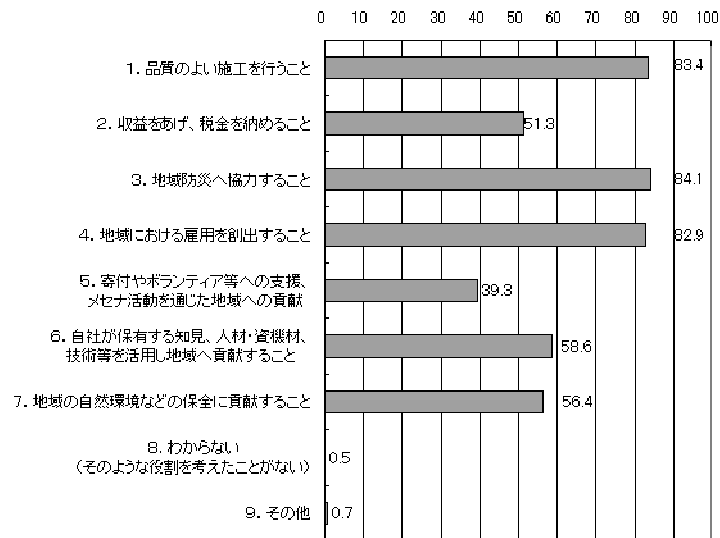 0 10 20 30 40 50 60 70 80 90 100
1. 品質のよい施工を行うこと 83.4
2. 収益をあげ、税金を納めること 51.3
3. 地域防災へ協力すること 84.1
4. 地域における雇用を創出すること 82.9
5. 寄付やボランティア等への支援、
メセナ活動を通じた地域への貢献 39.3
6. 自社が保有する知見、人材・資機材、
技術等を活用し地域へ貢献すること 58.6
7. 地域の自然環境などの保全に貢献すること 56.4
8. わからない
(そのような役割を考えたことがない) 0.5
9. その他 0.7